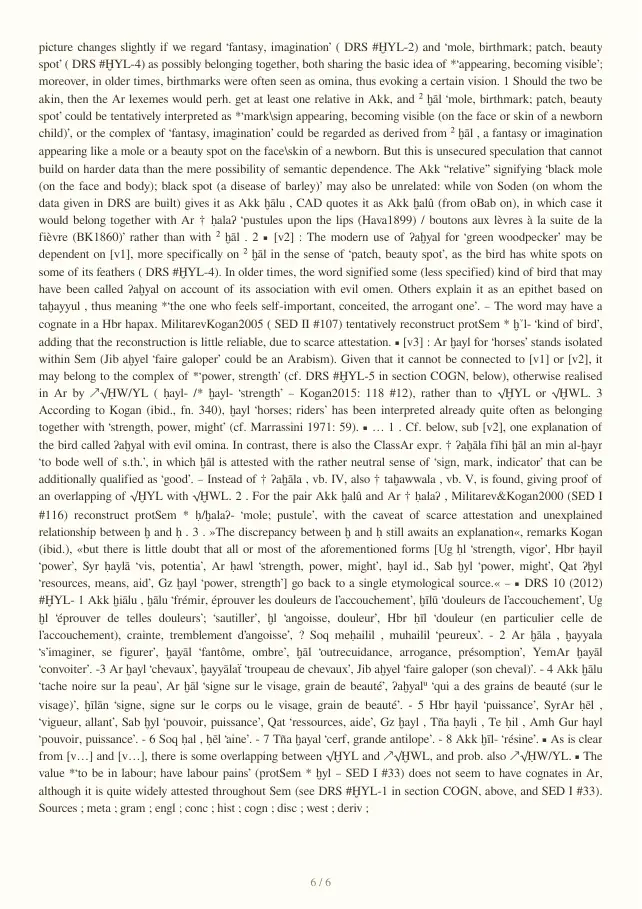 picture changes slightly if we regard ‘fantasy, imagination’ ( DRS #ḪYL-2) and ‘mole, birthmark; patch, beauty
spot’ ( DRS #ḪYL-4) as possibly belonging together, both sharing the basic idea of *‘appearing, becoming visible’;
moreover, in older times, birthmarks were often seen as omina, thus evoking a certain vision. 1 Should the two be
akin, then the Ar lexemes would perh. get at least one relative in Akk, and ² ḫāl ‘mole, birthmark; patch, beauty
spot’ could be tentatively interpreted as *‘mark\sign appearing, becoming visible (on the face or skin of a newborn
child)’, or the complex of ‘fantasy, imagination’ could be regarded as derived from ² ḫāl , a fantasy or imagination
appearing like a mole or a beauty spot on the face\skin of a newborn. But this is unsecured speculation that cannot
build on harder data than the mere possibility of semantic dependence. The Akk “relative” signifying ‘black mole
(on the face and body); black spot (a disease of barley)’ may also be unrelated: while von Soden (on whom the
data given in DRS are built) gives it as Akk ḫālu , CAD quotes it as Akk ḫalû (from oBab on), in which case it
would belong together with Ar † ḥalaʔ ‘pustules upon the lips (Hava1899) / boutons aux lèvres à la suite de la
fièvre (BK1860)’ rather than with ² ḫāl . 2 ▪ [v2] : The modern use of ʔaḫyal for ‘green woodpecker’ may be
dependent on [v1], more specifically on ² ḫāl in the sense of ‘patch, beauty spot’, as the bird has white spots on
some of its feathers ( DRS #ḪYL-4). In older times, the word signified some (less specified) kind of bird that may
have been called ʔaḫyal on account of its association with evil omen. Others explain it as an epithet based on
taḫayyul , thus meaning *‘the one who feels self-important, conceited, the arrogant one’. – The word may have a
cognate in a Hbr hapax. MilitarevKogan2005 ( SED II #107) tentatively reconstruct protSem * ḫˀl- ‘kind of bird’,
adding that the reconstruction is little reliable, due to scarce attestation. ▪ [v3] : Ar ḫayl for ‘horses’ stands isolated
within Sem (Jib aḫyel ‘faire galoper’ could be an Arabism). Given that it cannot be connected to [v1] or [v2], it
may belong to the complex of *‘power, strength’ (cf. DRS #ḤYL-5 in section COGN, below), otherwise realised
in Ar by ↗√ḤW/YL ( ḥayl- /* ḫayl- ‘strength’ – Kogan2015: 118 #12), rather than to √ḪYL or √ḪWL. 3
According to Kogan (ibid., fn. 340), ḫayl ‘horses; riders’ has been interpreted already quite often as belonging
together with ‘strength, power, might’ (cf. Marrassini 1971: 59). ▪ … 1 . Cf. below, sub [v2], one explanation of
the bird called ʔaḫyal with evil omina. In contrast, there is also the ClassAr expr. † ʔaḫāla fīhi ḫāl an min al-ḫayr
‘to bode well of s.th.’, in which ḫāl is attested with the rather neutral sense of ‘sign, mark, indicator’ that can be
additionally qualified as ‘good’. – Instead of † ʔaḫāla , vb. IV, also † taḫawwala , vb. V, is found, giving proof of
an overlapping of √ḪYL with √ḪWL. 2 . For the pair Akk ḫalû and Ar † ḥalaʔ , Militarev&Kogan2000 (SED I
#116) reconstruct protSem * ḥ/ḫalaʔ- ‘mole; pustule’, with the caveat of scarce attestation and unexplained
relationship between ḫ and ḥ . 3 . »The discrepancy between ḫ and ḥ still awaits an explanation«, remarks Kogan
(ibid.), «but there is little doubt that all or most of the aforementioned forms [Ug ḫl ‘strength, vigor’, Hbr ḥayil
‘power’, Syr ḥaylā ‘vis, potentia’, Ar ḥawl ‘strength, power, might’, ḥayl id., Sab ḫyl ‘power, might’, Qat ʔḫyl
‘resources, means, aid’, Gz ḫayl ‘power, strength’] go back to a single etymological source.« – ▪ DRS 10 (2012)
#ḪYL- 1 Akk ḫiālu , ḫālu ‘frémir, éprouver les douleurs de l’accouchement’, ḫīlū ‘douleurs de l’accouchement’, Ug
ḫl ‘éprouver de telles douleurs’; ‘sautiller’, ḫl ‘angoisse, douleur’, Hbr ḥīl ‘douleur (en particulier celle de
l’accouchement), crainte, tremblement d’angoisse’, ? Soq meḥailil , muhailil ‘peureux’. - 2 Ar ḫāla , ḫayyala
‘s’imaginer, se figurer’, ḫayāl ‘fantôme, ombre’, ḫāl ‘outrecuidance, arrogance, présomption’, YemAr ḫayāl
‘convoiter’. -3 Ar ḫayl ‘chevaux’, ḫayyālaẗ ‘troupeau de chevaux’, Jib aḫyel ‘faire galoper (son cheval)’. - 4 Akk ḫālu
‘tache noire sur la peau’, Ar ḫāl ‘signe sur le visage, grain de beauté’, ʔaḫyalᵘ ‘qui a des grains de beauté (sur le
visage)’, ḫīlān ‘signe, signe sur le corps ou le visage, grain de beauté’. - 5 Hbr ḥayil ‘puissance’, SyrAr ḥēl ,
‘vigueur, allant’, Sab ḫyl ‘pouvoir, puissance’, Qat ‘ressources, aide’, Gz ḫayl , Tña ḫayli , Te ḥil , Amh Gur hayl
‘pouvoir, puissance’. - 6 Soq ḥal , ḥēl ‘aine’. - 7 Tña ḫayal ‘cerf, grande antilope’. - 8 Akk ḫīl- ‘résine’. ▪ As is clear
from [v…] and [v…], there is some overlapping between √ḪYL and ↗√ḪWL, and prob. also ↗√ḤW/YL. ▪ The
value *‘to be in labour; have labour pains’ (protSem * ḥyl – SED I #33) does not seem to have cognates in Ar,
although it is quite widely attested throughout Sem (see DRS #ḪYL-1 in section COGN, above, and SED I #33).
Sources ; meta ; gram ; engl ; conc ; hist ; cogn ; disc ; west ; deriv ;
6 / 6